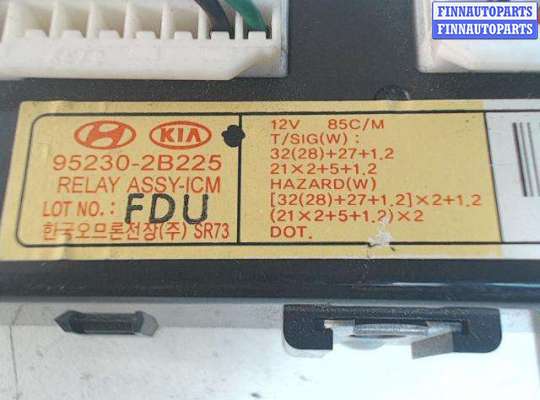 FINNAUTOPARTS
FINNAUTOPARTS
KIA
95230-2B225
RELAY ASSY-ICM
LOT NO.: FDU
한국오므론전장(주) SR73
12V 85C/M
T/SIG(W):
32(28)+27+1.2
21×2+5+1.2
HAZARD(W)
[32(28)+27+1.2]×2+1.2
(21×2+5+1.2)×2
DOT.